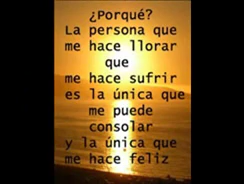 ¿Porqué?
La persona que
me hace llorar
que
me hace sufrir
es la única que
me puede
consolar
y la única que
me hace feliz